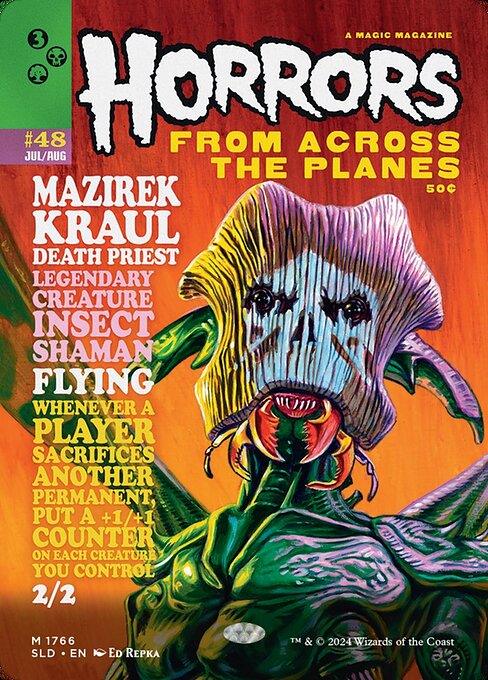 3
A MAGIC MAGAZINE
HORRORS
FROM ACROSS
THE PLANES
50¢
#48
JUL/AUG
MAZIREK
KRAUL
DEATH PRIEST
LEGENDARY
CREATURE
INSECT
SHAMAN
FLYING
WHENEVER A
PLAYER
SACRIFICES
ANOTHER
PERMANENT,
PUT A +1/+1
COUNTER
ON EACH CREATURE
YOU CONTROL
2/2
M 1766
SLD • EN ED REPKA
™ & © 2024 Wizards of the Coast